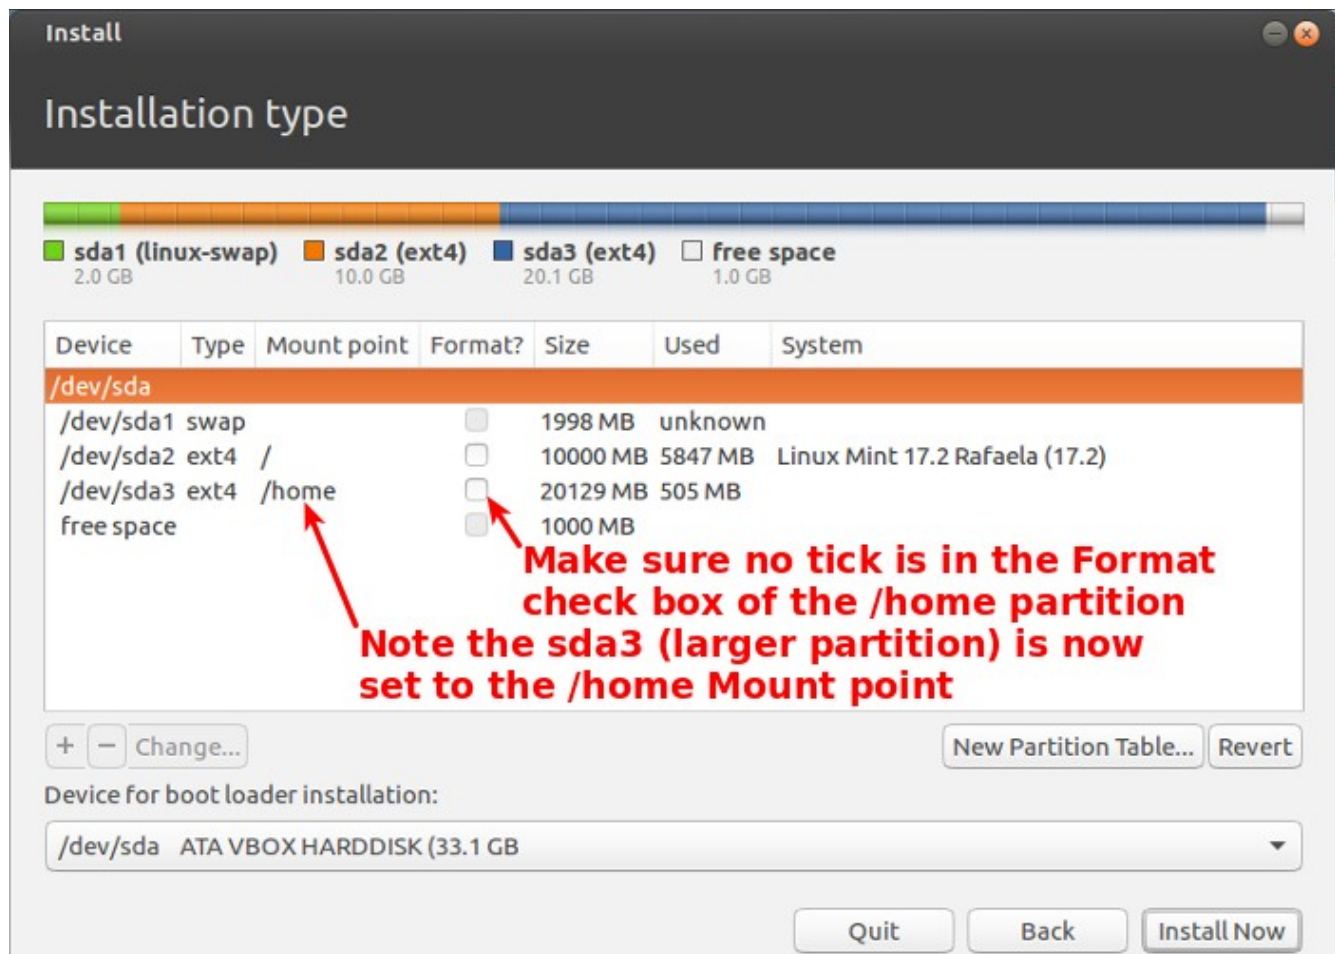 Install
Installation type
sda1 (linux-swap) sda2 (ext4) sda3 (ext4) free space
2.0 GB 10.0 GB 20.1 GB 1.0 GB
Device Type Mount point Format? Size Used System
/dev/sda
/dev/sda1 swap 1998 MB unknown
/dev/sda2 ext4 / 10000 MB 5847 MB Linux Mint 17.2 Rafaela (17.2)
/dev/sda3 ext4 /home 20129 MB 505 MB
free space 1000 MB
Make sure no tick is in the Format
check box of the /home partition
Note the sda3 (larger partition) is now
set to the /home Mount point
+ − Change... New Partition Table... Revert
Device for boot loader installation:
/dev/sda ATA VBOX HARDDISK (33.1 GB
Quit Back Install Now